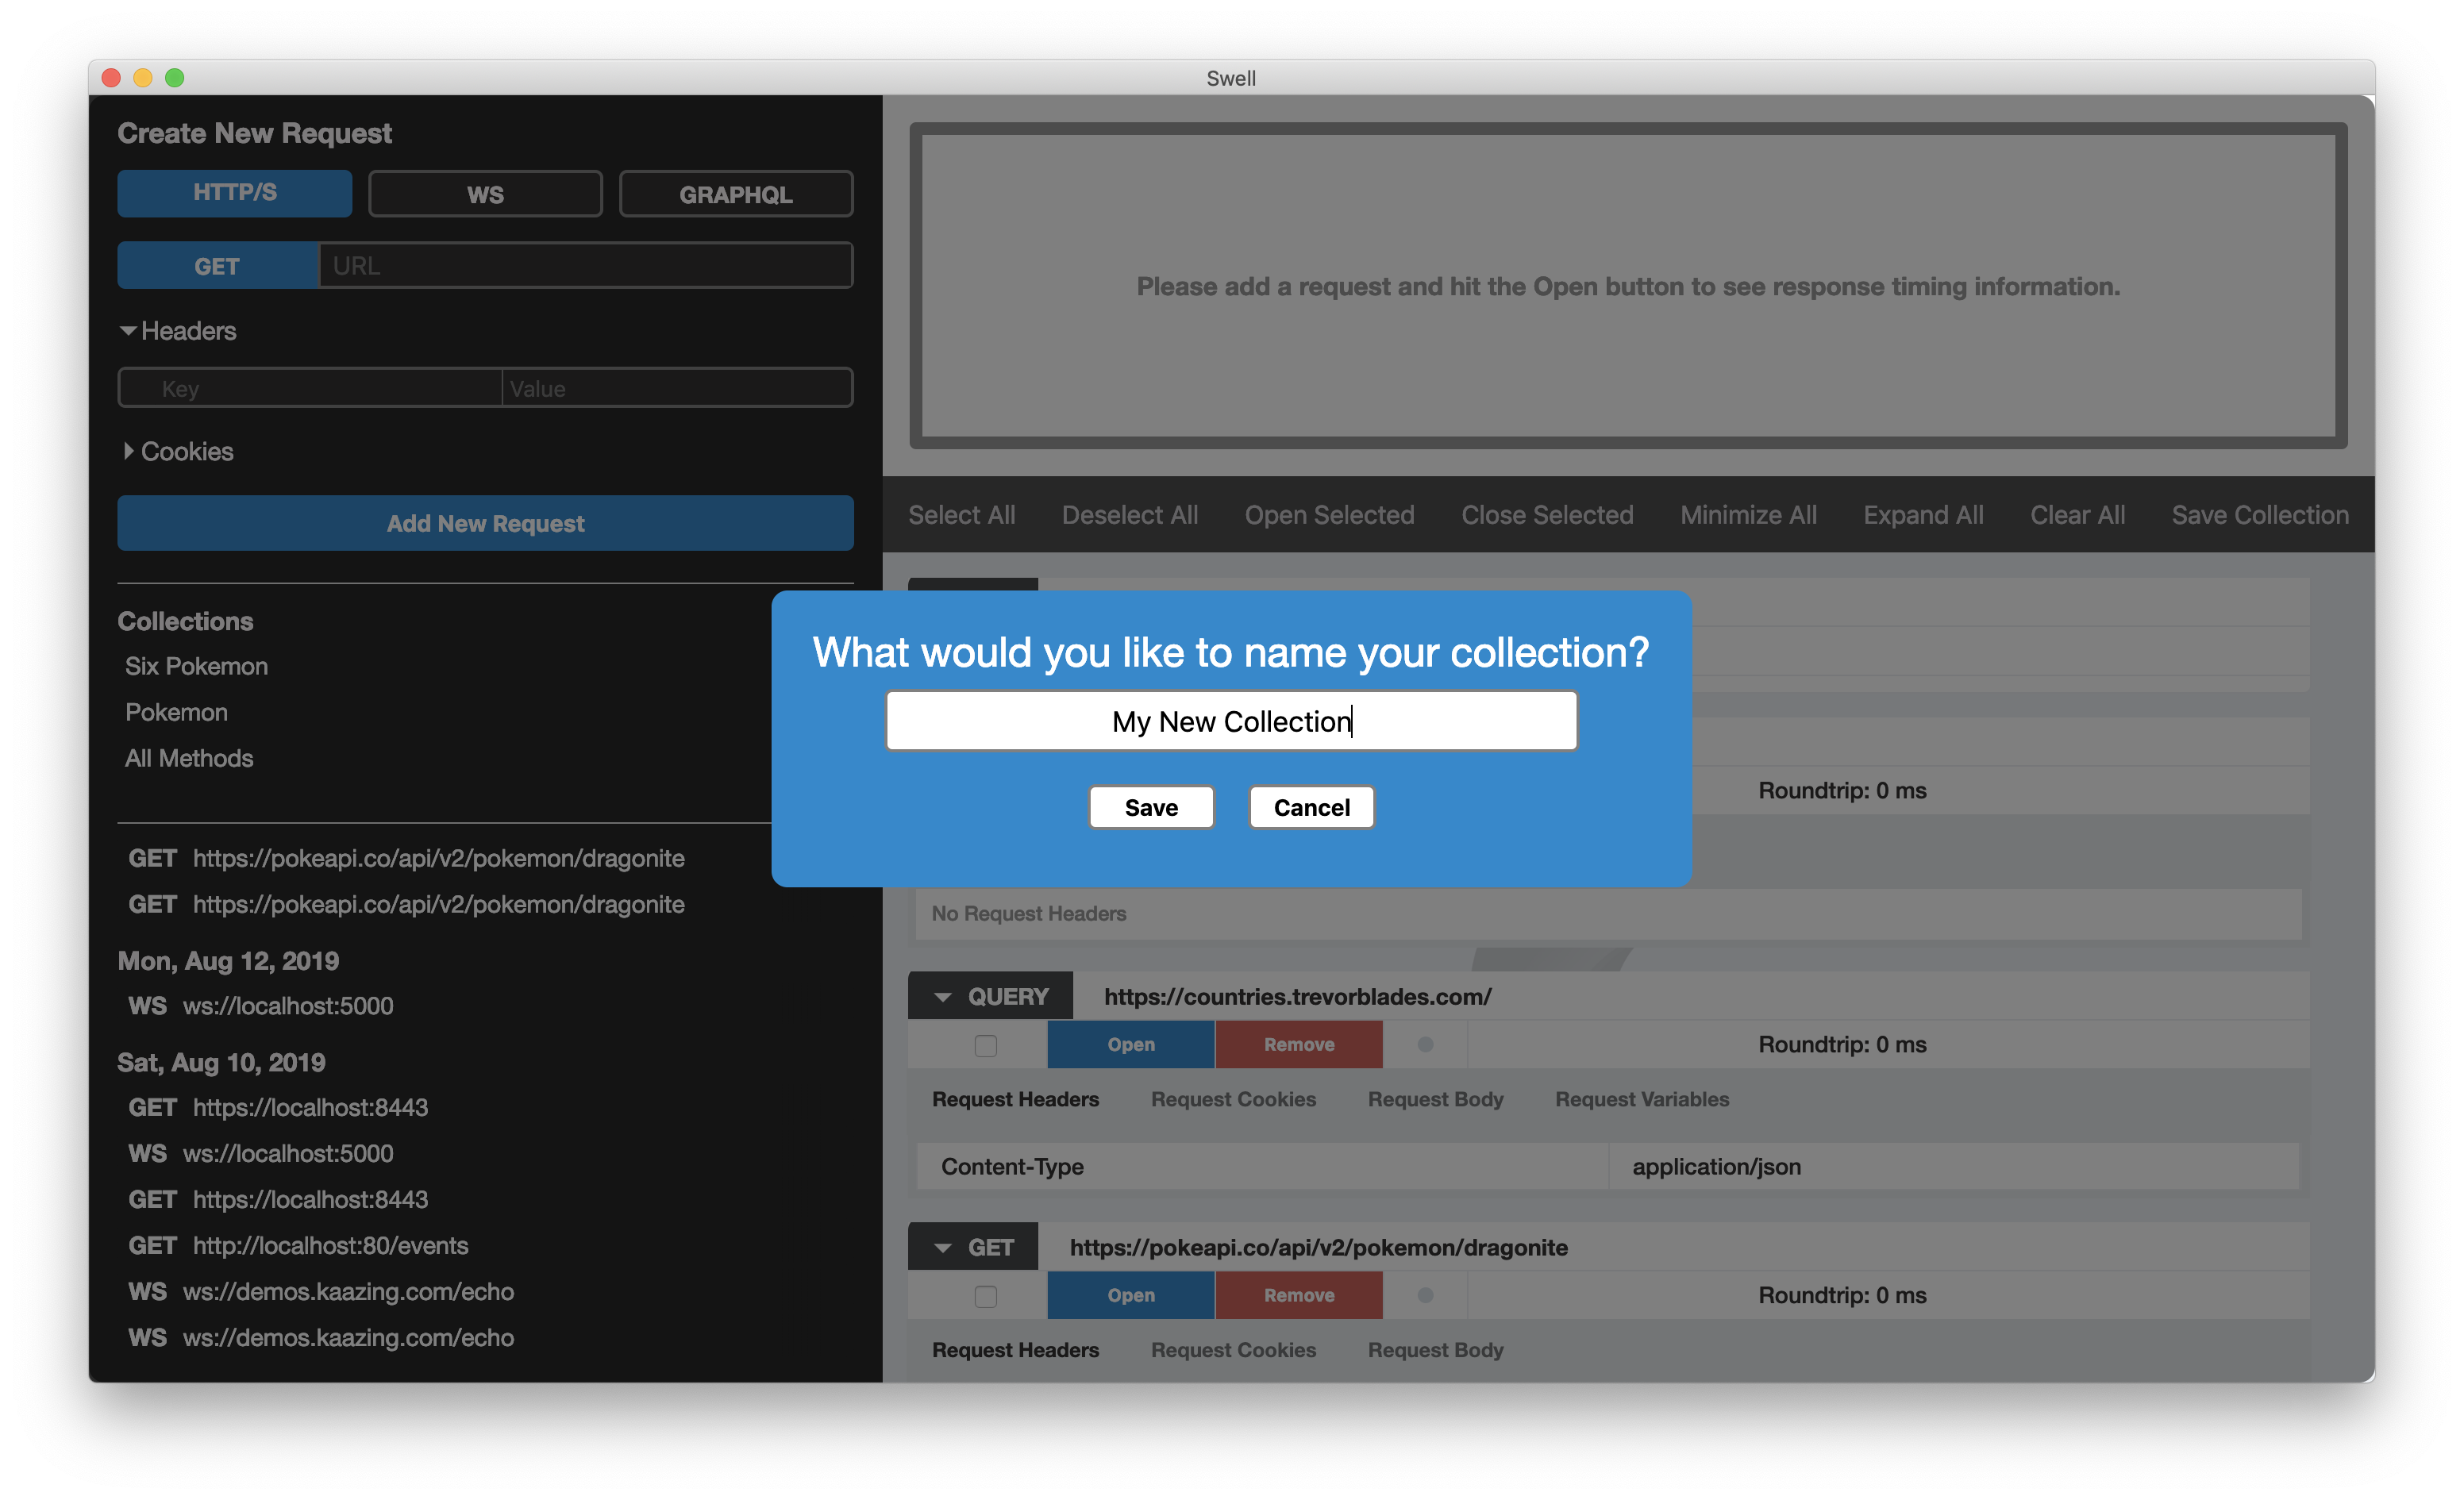 Swell
Create New Request
HTTP/S WS GRAPHQL
GET URL
Headers
Key Value
Cookies
Add New Request
Collections
Six Pokemon
Pokemon
All Methods
GET https://pokeapi.co/api/v2/pokemon/dragonite
GET https://pokeapi.co/api/v2/pokemon/dragonite
Mon, Aug 12, 2019
WS ws://localhost:5000
Sat, Aug 10, 2019
GET https://localhost:8443
WS ws://localhost:5000
GET https://localhost:8443
GET http://localhost:80/events
WS ws://demos.kaazing.com/echo
WS ws://demos.kaazing.com/echo
Please add a request and hit the Open button to see response timing information.
Select All Deselect All Open Selected Close Selected Minimize All Expand All Clear All Save Collection
What would you like to name your collection?
My New Collection
Save Cancel
Roundtrip: 0 ms
No Request Headers
QUERY https://countries.trevorblades.com/
Open Remove Roundtrip: 0 ms
Request Headers Request Cookies Request Body Request Variables
Content-Type application/json
GET https://pokeapi.co/api/v2/pokemon/dragonite
Open Remove Roundtrip: 0 ms
Request Headers Request Cookies Request Body